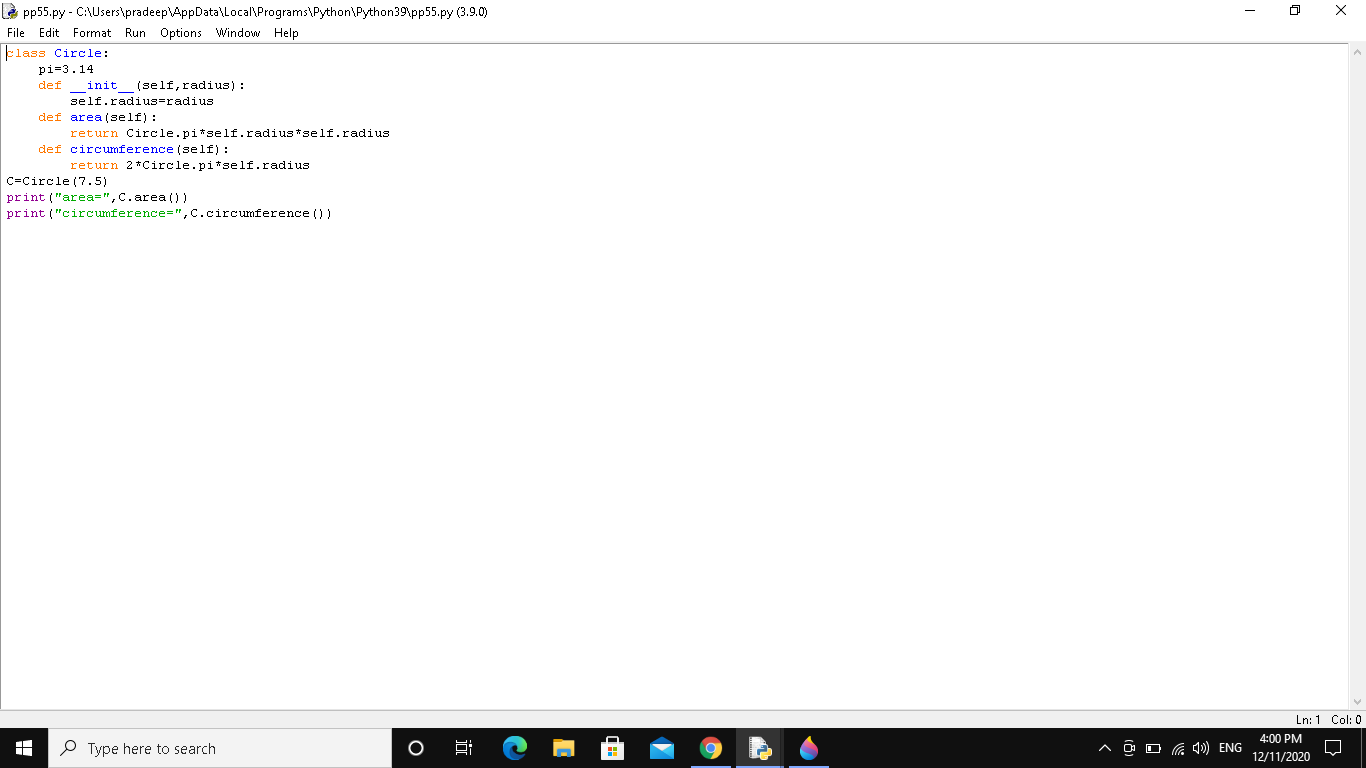 pp55.py - C:\Users\pradeep\AppData\Local\Programs\Python\Python39\pp55.py (3.9.0)
File Edit Format Run Options Window Help
class Circle:
    pi=3.14
    def __init__(self,radius):
        self.radius=radius
    def area(self):
        return Circle.pi*self.radius*self.radius
    def circumference(self):
        return 2*Circle.pi*self.radius
C=Circle(7.5)
print("area=",C.area())
print("circumference=",C.circumference())
Ln: 1 Col: 0
Type here to search
ENG
4:00 PM
12/11/2020